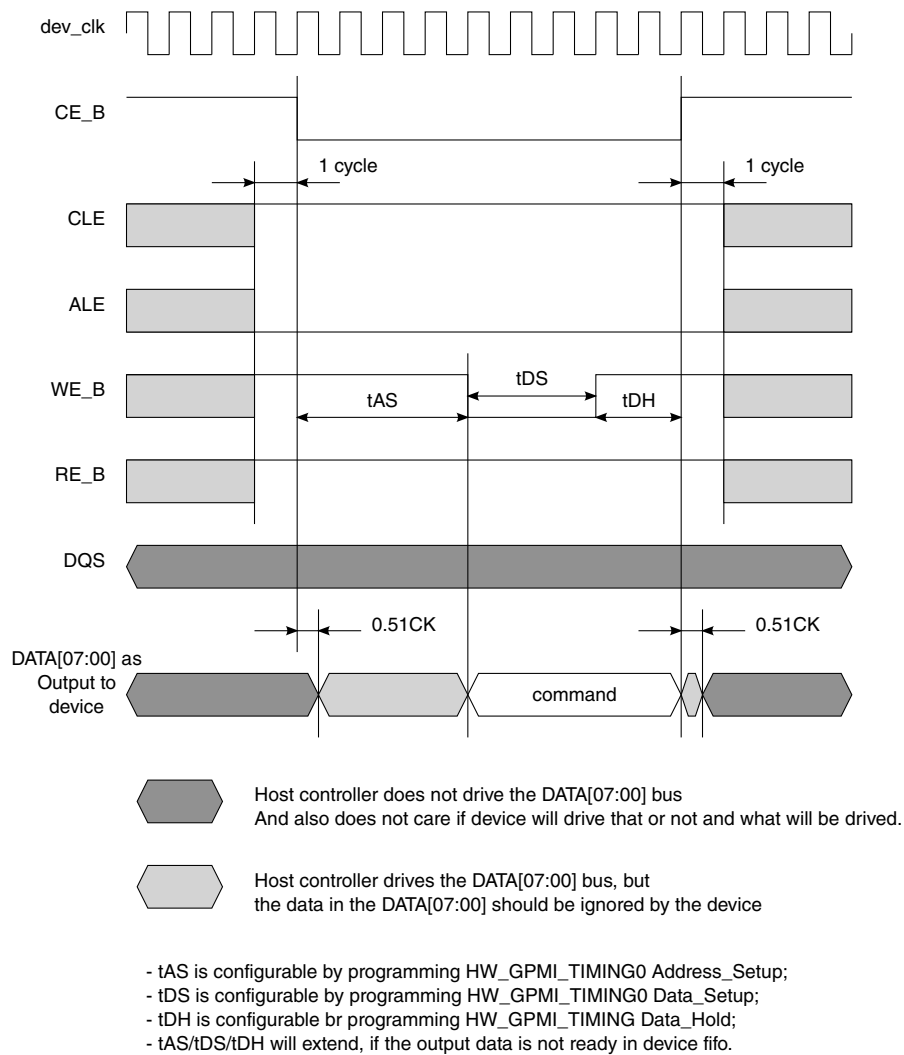 dev_clk
CE_B
1 cycle
1 cycle
CLE
ALE
WE_B
tDS
tAS
tDH
RE_B
DQS
0.51CK
0.51CK
DATA[07:00] as
Output to
device
command
Host controller does not drive the DATA[07:00] bus
And also does not care if device will drive that or not and what will be drived.
Host controller drives the DATA[07:00] bus, but
the data in the DATA[07:00] should be ignored by the device
- tAS is configurable by programming HW_GPMI_TIMING0 Address_Setup;
- tDS is configurable by programming HW_GPMI_TIMING0 Data_Setup;
- tDH is configurable br programming HW_GPMI_TIMING Data_Hold;
- tAS/tDS/tDH will extend, if the output data is not ready in device fifo.